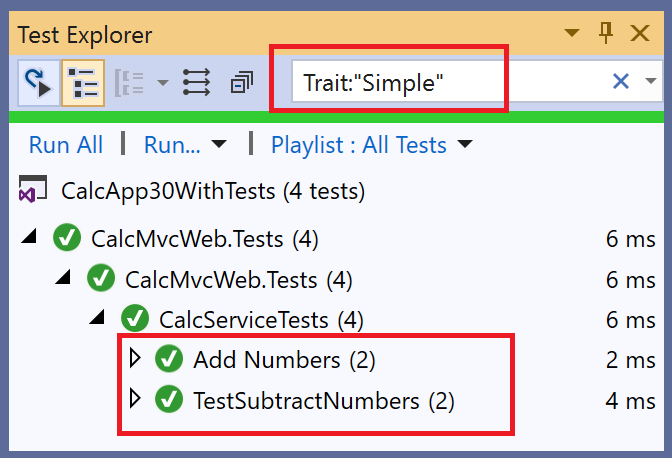 Test Explorer
Trait:"Simple"
Run All | Run... | Playlist : All Tests
CalcApp30WithTests (4 tests)
CalcMvcWeb.Tests (4) 6 ms
CalcMvcWeb.Tests (4) 6 ms
CalcServiceTests (4) 6 ms
Add Numbers (2) 2 ms
TestSubtractNumbers (2) 4 ms